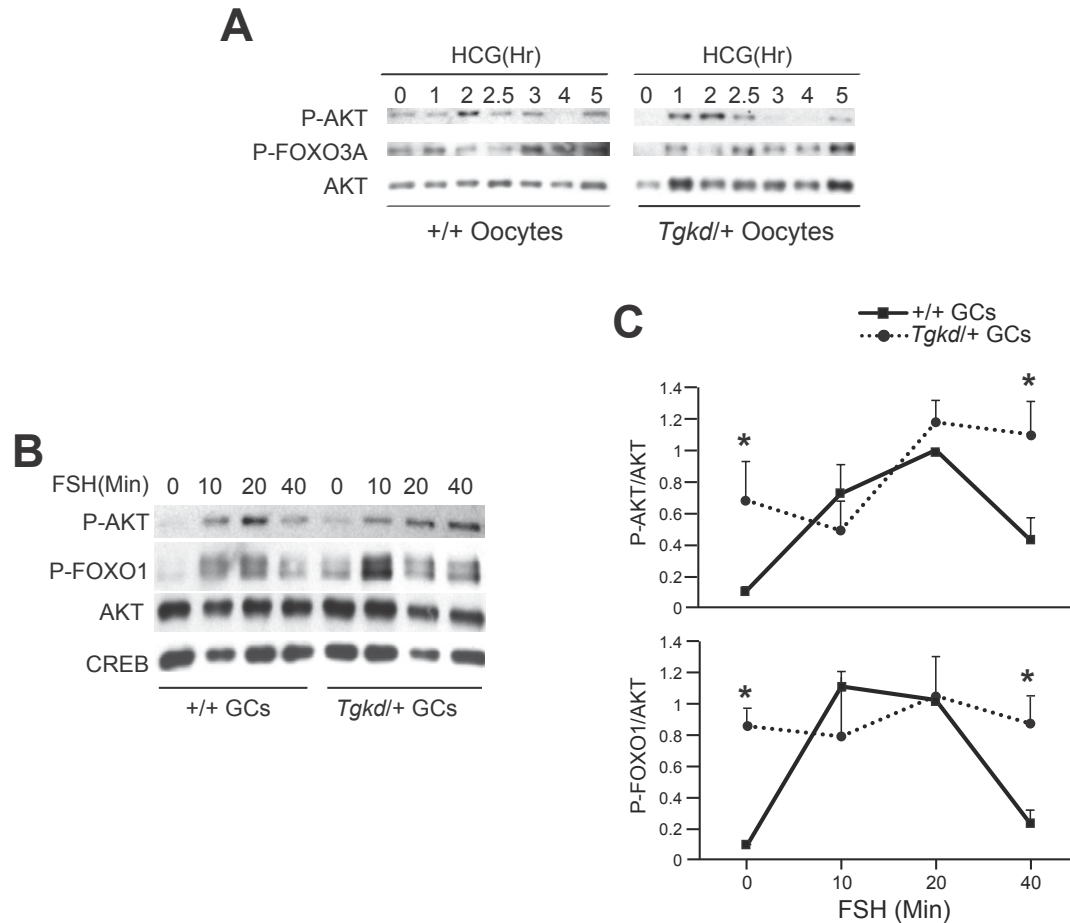 A
HCG(Hr) HCG(Hr)
0 1 2 2.5 3 4 5 0 1 2 2.5 3 4 5
P-AKT
P-FOXO3A
AKT
+/+ Oocytes Tgkd/+ Oocytes
B
FSH(Min) 0 10 20 40 0 10 20 40
P-AKT
P-FOXO1
AKT
CREB
+/+ GCs Tgkd/+ GCs
C
+/+ GCs
Tgkd/+ GCs
P-AKT/AKT
1.4
1.2
1
0.8
0.6
0.4
0.2
0
* *
P-FOXO1/AKT
1.4
1.2
1
0.8
0.6
0.4
0.2
0
* *
0 10 20 40
FSH (Min)